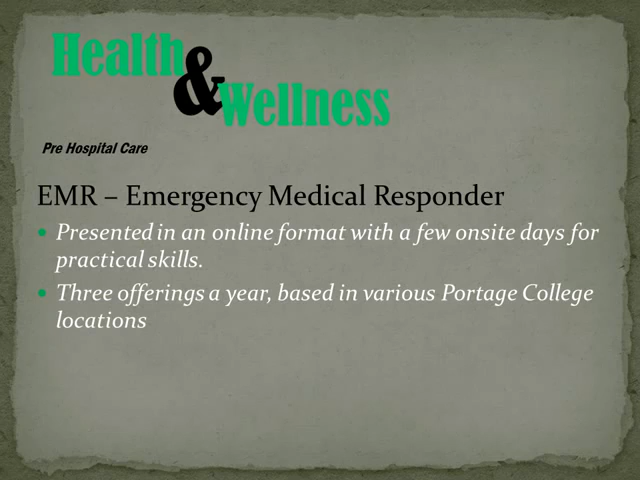 Health
&
Wellness
Pre Hospital Care
EMR – Emergency Medical Responder
• Presented in an online format with a few onsite days for
practical skills.
• Three offerings a year, based in various Portage College
locations